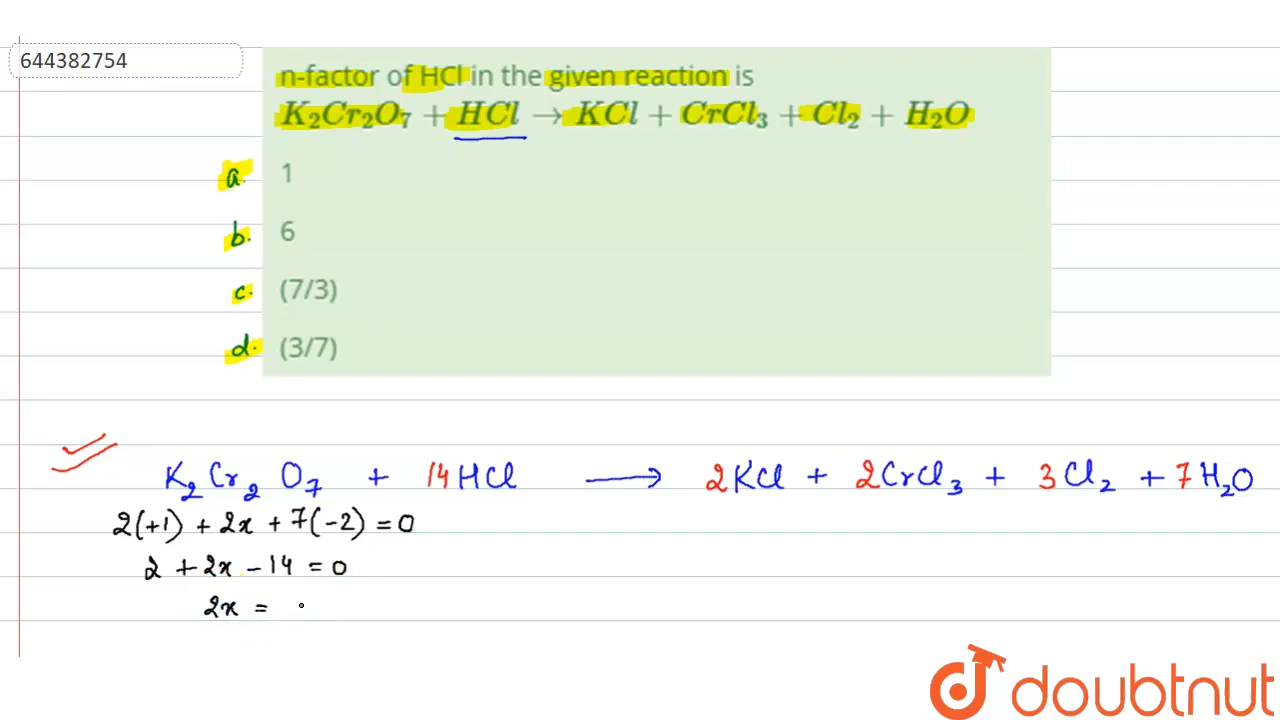 644382754
n-factor of HCl in the given reaction is
K₂Cr₂O₇ + HCl → KCl + CrCl₃ + Cl₂ + H₂O
a. 1
b. 6
c. (7/3)
d. (3/7)
K₂Cr₂O₇ + 14HCl → 2KCl + 2CrCl₃ + 3Cl₂ + 7H₂O
2(+1) + 2x + 7(-2) = 0
2 + 2x - 14 = 0
2x =
doubtnut